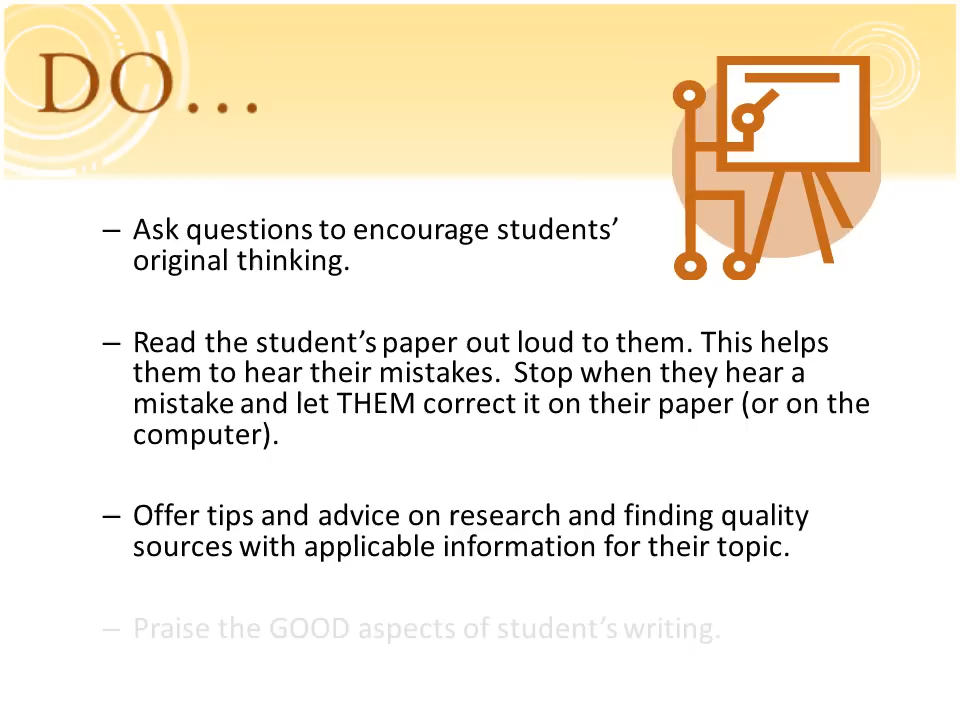 DO…
– Ask questions to encourage students’
original thinking.
– Read the student’s paper out loud to them. This helps
them to hear their mistakes.  Stop when they hear a
mistake and let THEM correct it on their paper (or on the
computer).
– Offer tips and advice on research and finding quality
sources with applicable information for their topic.
– Praise the GOOD aspects of student’s writing.